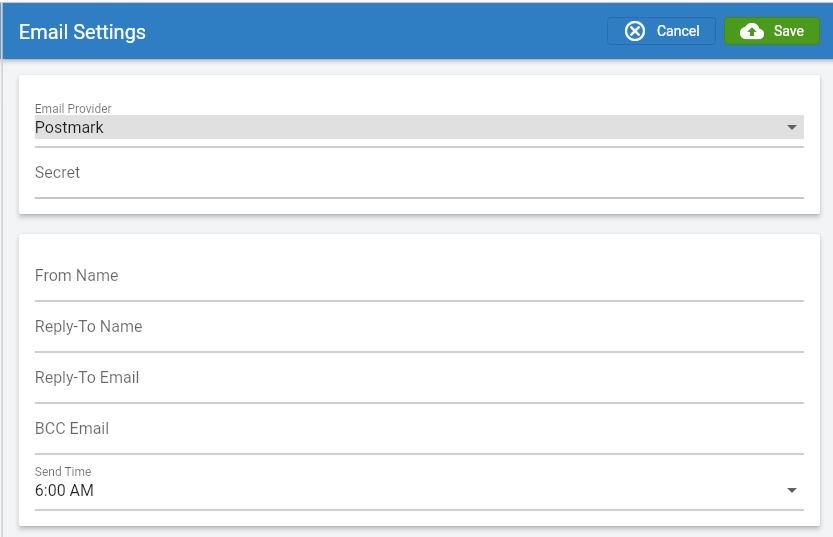 Email Settings
Cancel
Save
Email Provider
Postmark
Secret
From Name
Reply-To Name
Reply-To Email
BCC Email
Send Time
6:00 AM